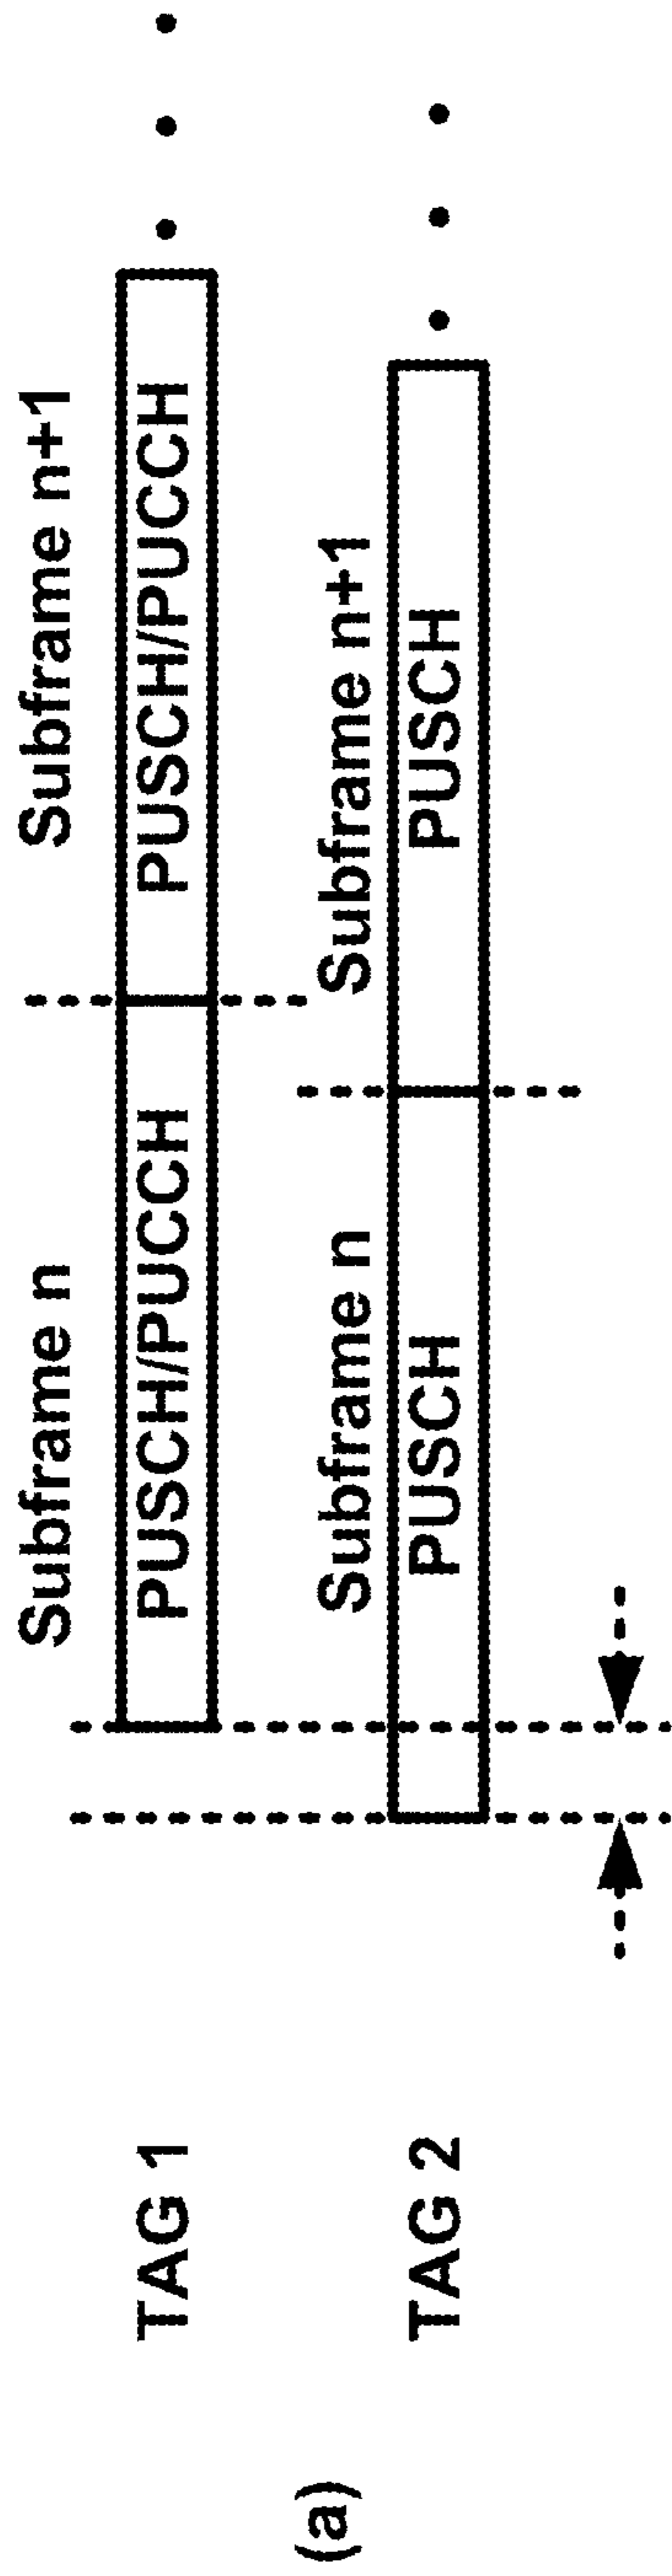 Subframe n
Subframe n+1
TAG 1
PUSCH/PUCCH
PUSCH/PUCCH
Subframe n
Subframe n+1
(a)
TAG 2
PUSCH
PUSCH